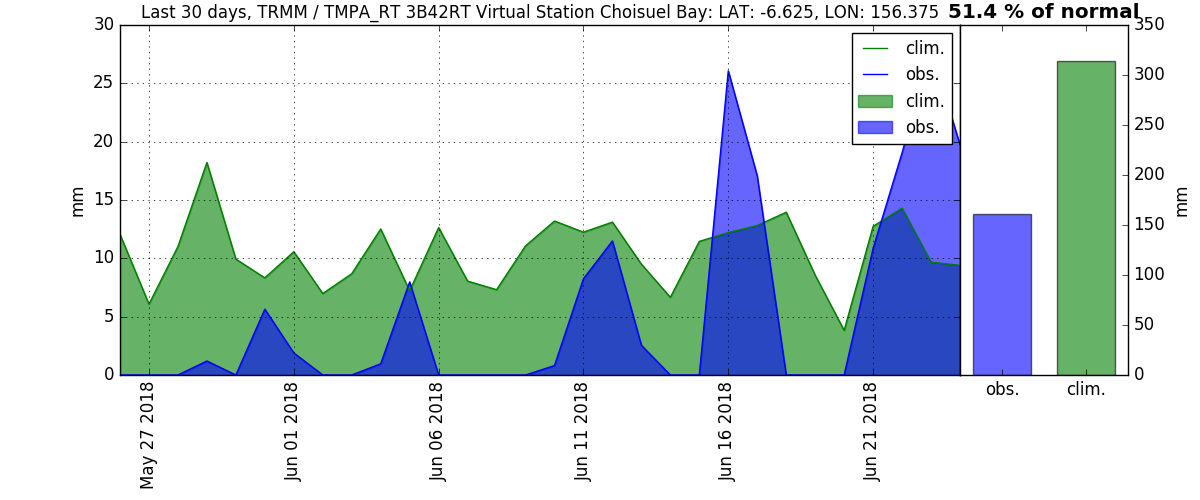 Last 30 days, TRMM / TMPA_RT 3B42RT Virtual Station Choisuel Bay: LAT: -6.625, LON: 156.375
51.4 % of normal
30
25
20
15
10
5
0
mm
clim.
obs.
clim.
obs.
May 27 2018
Jun 01 2018
Jun 06 2018
Jun 11 2018
Jun 16 2018
Jun 21 2018
350
300
250
200
150
100
50
0
mm
obs.
clim.